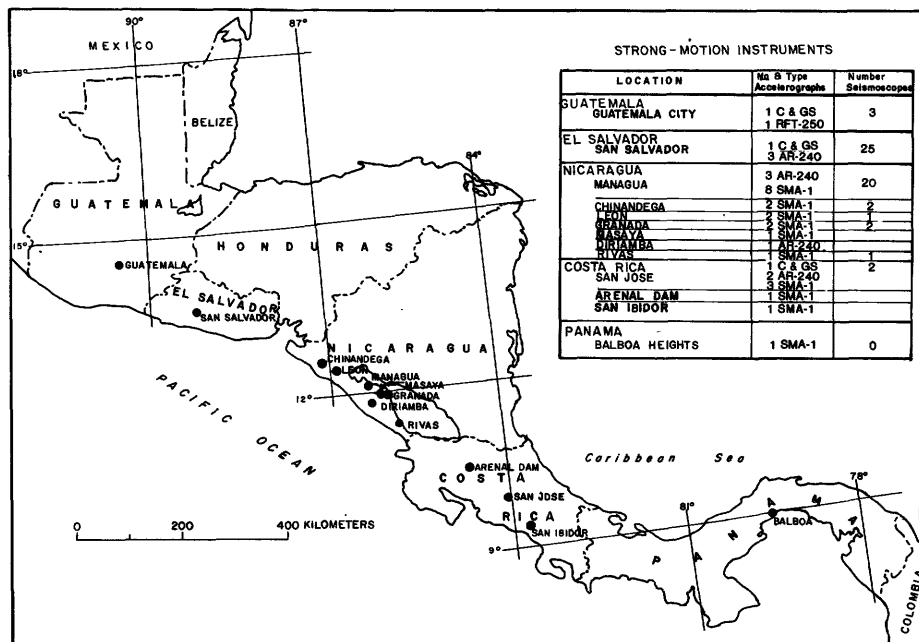 STRONG-MOTION INSTRUMENTS
LOCATION
No. & Type Accelerographs
Number Seismoscopes
GUATEMALA
GUATEMALA CITY
1 C & GS
1 RFT-250
3
EL SALVADOR
SAN SALVADOR
1 C & GS
3 AR-240
25
NICARAGUA
MANAGUA
3 AR-240
8 SMA-1
20
CHINANDEGA 2 SMA-1 2
LEON 2 SMA-1 1
GRANADA 2 SMA-1 2
MASAYA 1 SMA-1
DIRIAMBA 1 AR-240
RIVAS 1 SMA-1 1
COSTA RICA
SAN JOSE
1 C & GS
2 AR-240
3 SMA-1
2
ARENAL DAM 1 SMA-1
SAN IBIDOR 1 SMA-1
PANAMA
BALBOA HEIGHTS 1 SMA-1 0
90°
87°
MEXICO
18°
BELIZE
84°
GUATEMALA
HONDURAS
15°
GUATEMALA
EL SALVADOR
SAN SALVADOR
NICARAGUA
CHINANDEGA
LEON
MANAGUA
MASAYA
12°
GRANADA
DIRIAMBA
RIVAS
PACIFIC OCEAN
Caribbean Sea
ARENAL DAM
COSTA
RICA
SAN JOSE
SAN IBIDOR
9°
81°
78°
PANAMA
BALBOA
COLOMBIA
0 200 400 KILOMETERS